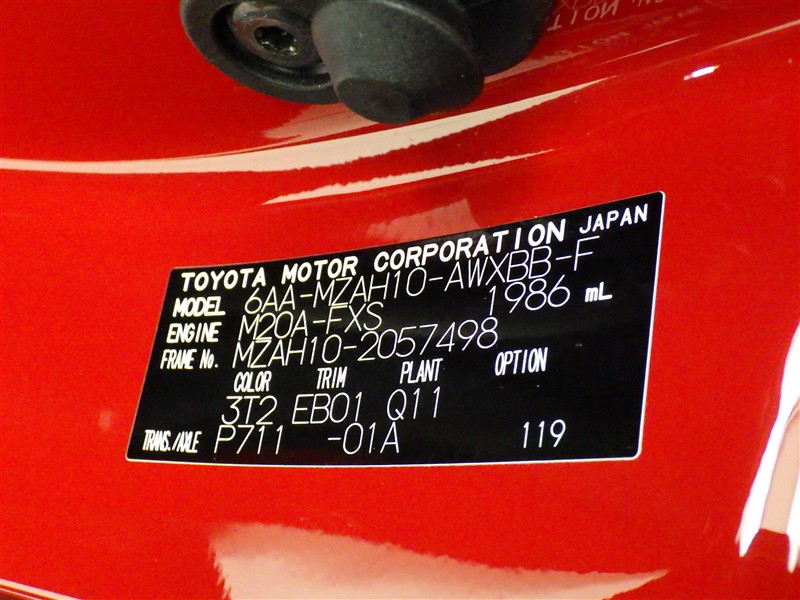 TOYOTA MOTOR CORPORATION JAPAN
MODEL 6AA-MZAH10-AWXBB-F
ENGINE M20A-FXS 1986 mL
FRAME No. MZAH10-2057498
COLOR TRIM PLANT OPTION
3T2 EB01 Q11
TRANS./AXLE P711 -01A 119